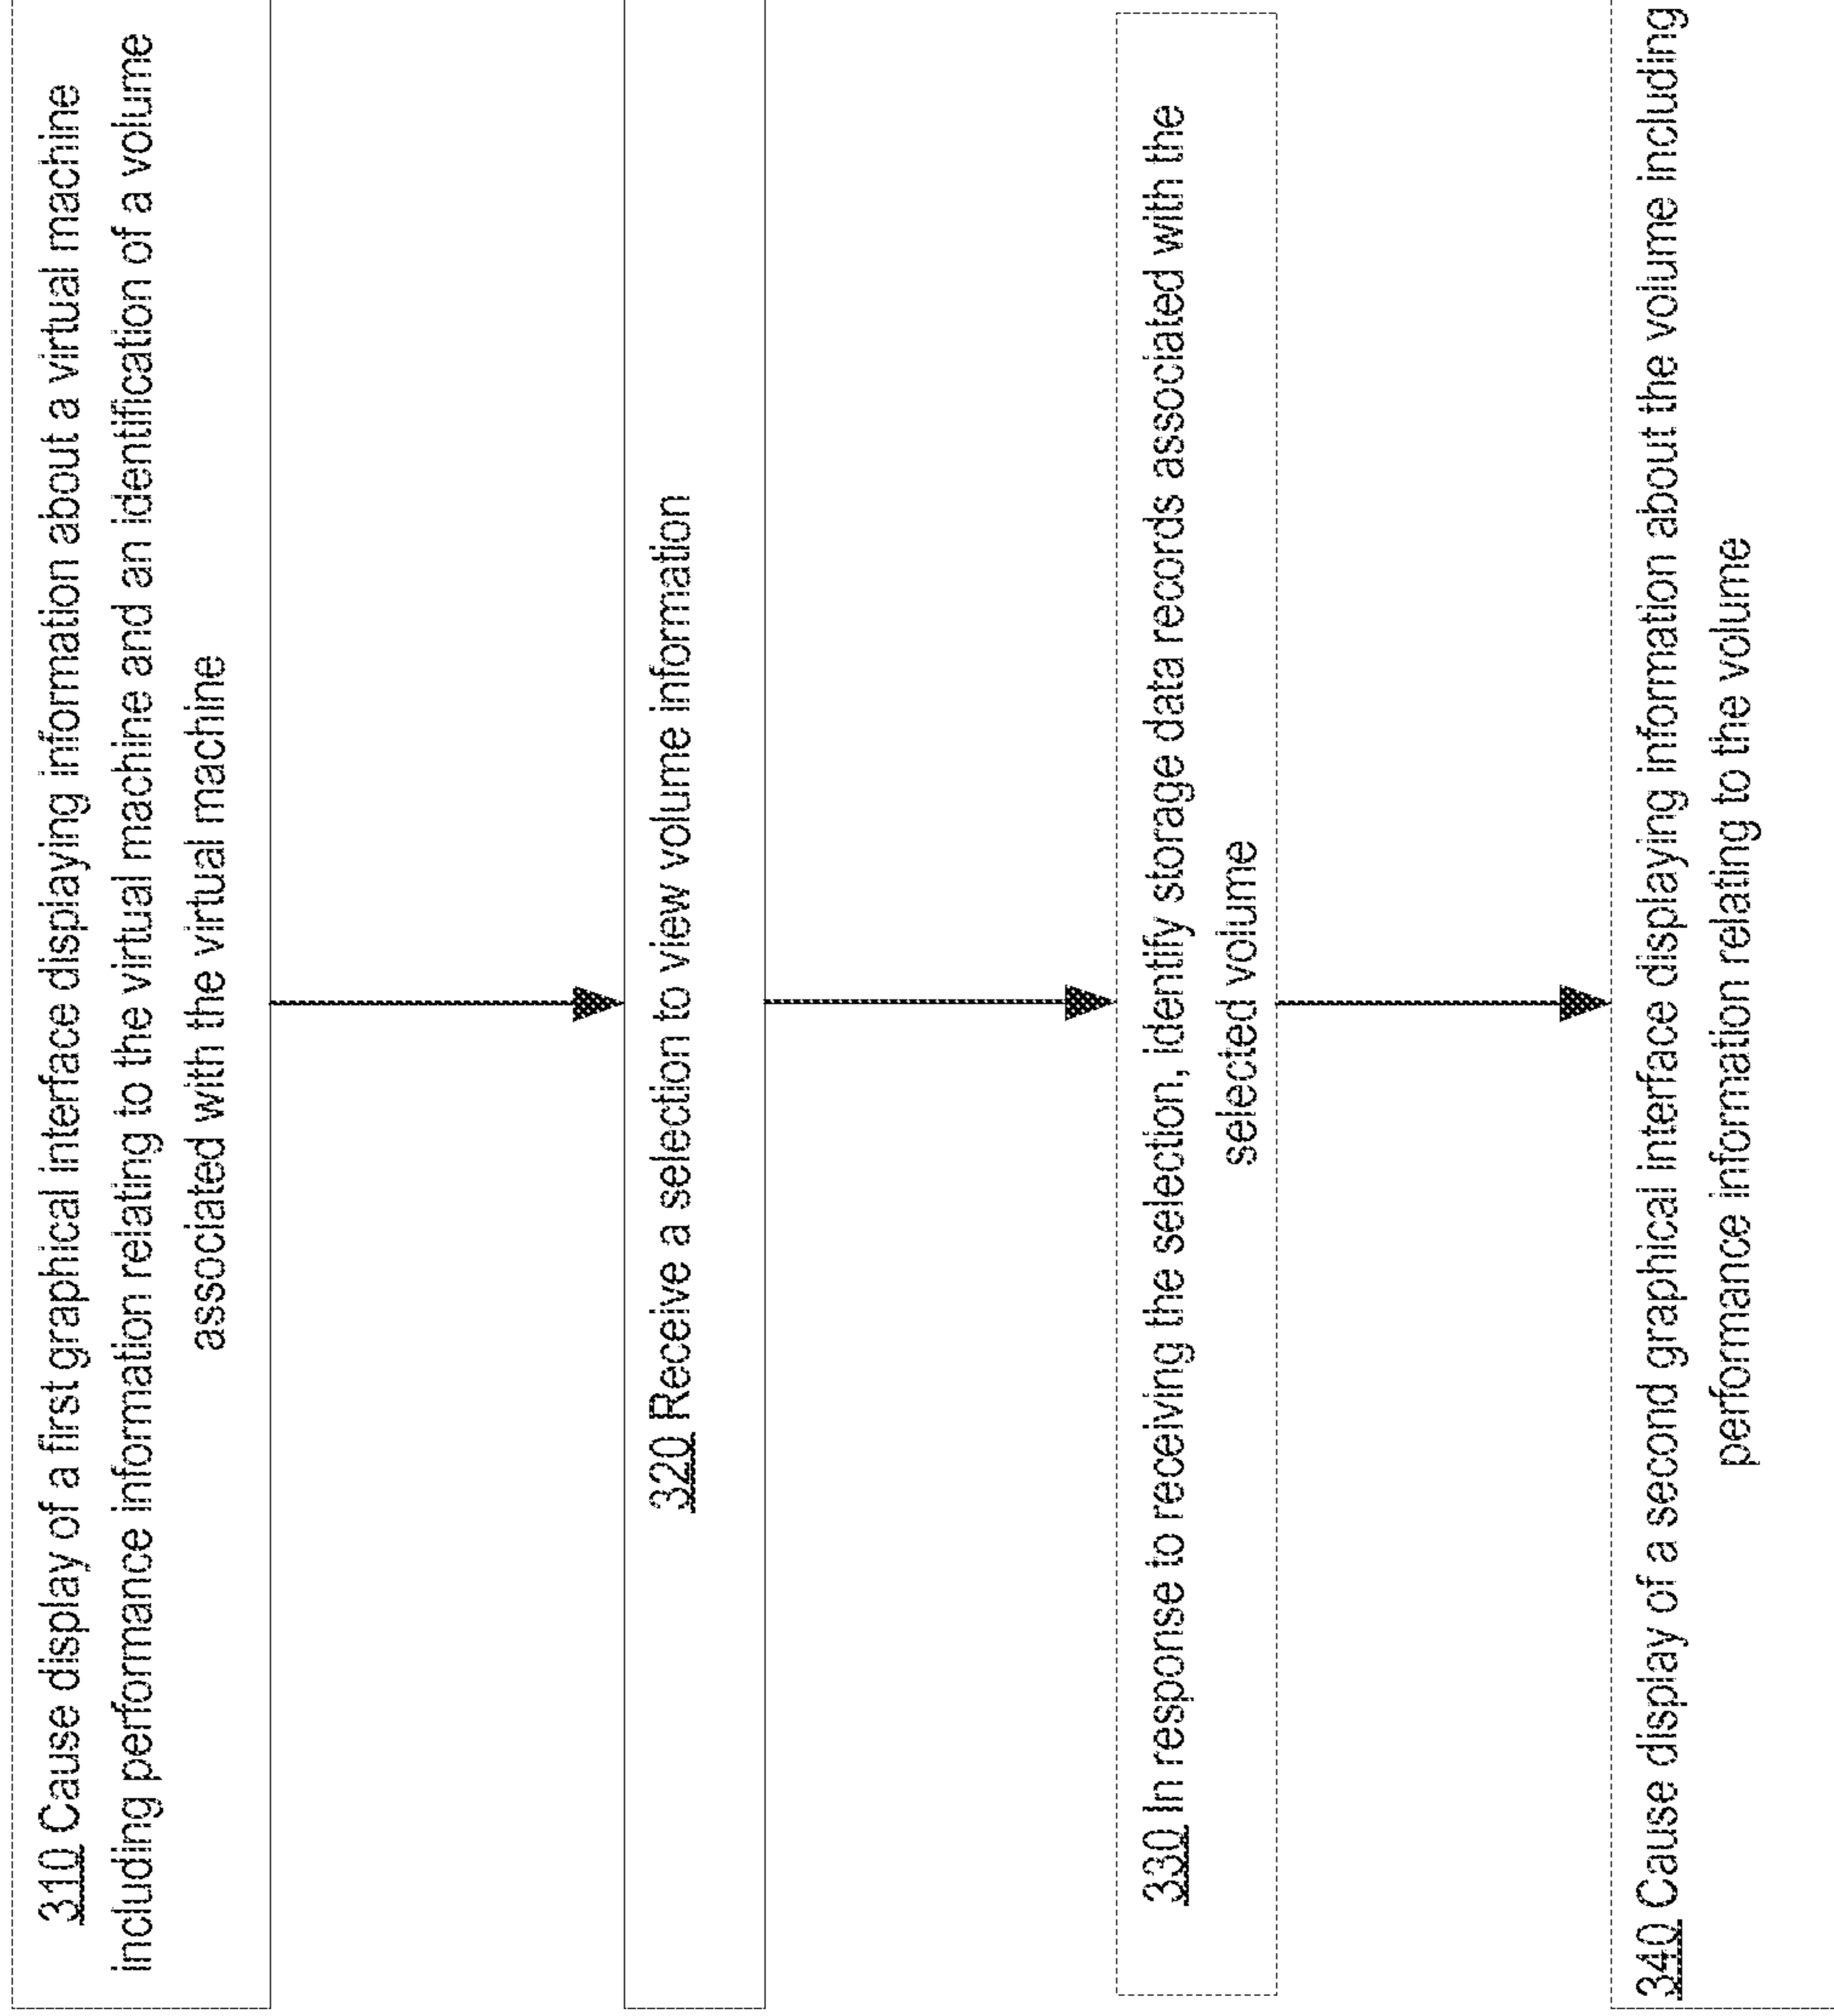 310 Cause display of a first graphical interface displaying information about a virtual machine
including performance information relating to the virtual machine and an identification of a volume
associated with the virtual machine
320 Receive a selection to view volume information
330 In response to receiving the selection, identify storage data records associated with the
selected volume
340 Cause display of a second graphical interface displaying information about the volume including
performance information relating to the volume